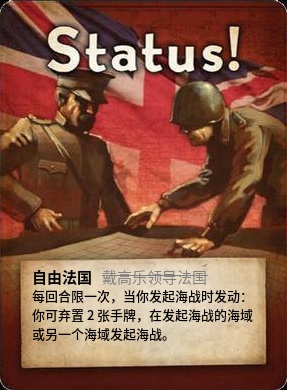 Status!
自由法国 戴高乐领导法国
每回合限一次，当你发起海战时发动：
你可弃置 2 张手牌，在发起海战的海域
或另一个海域发起海战。